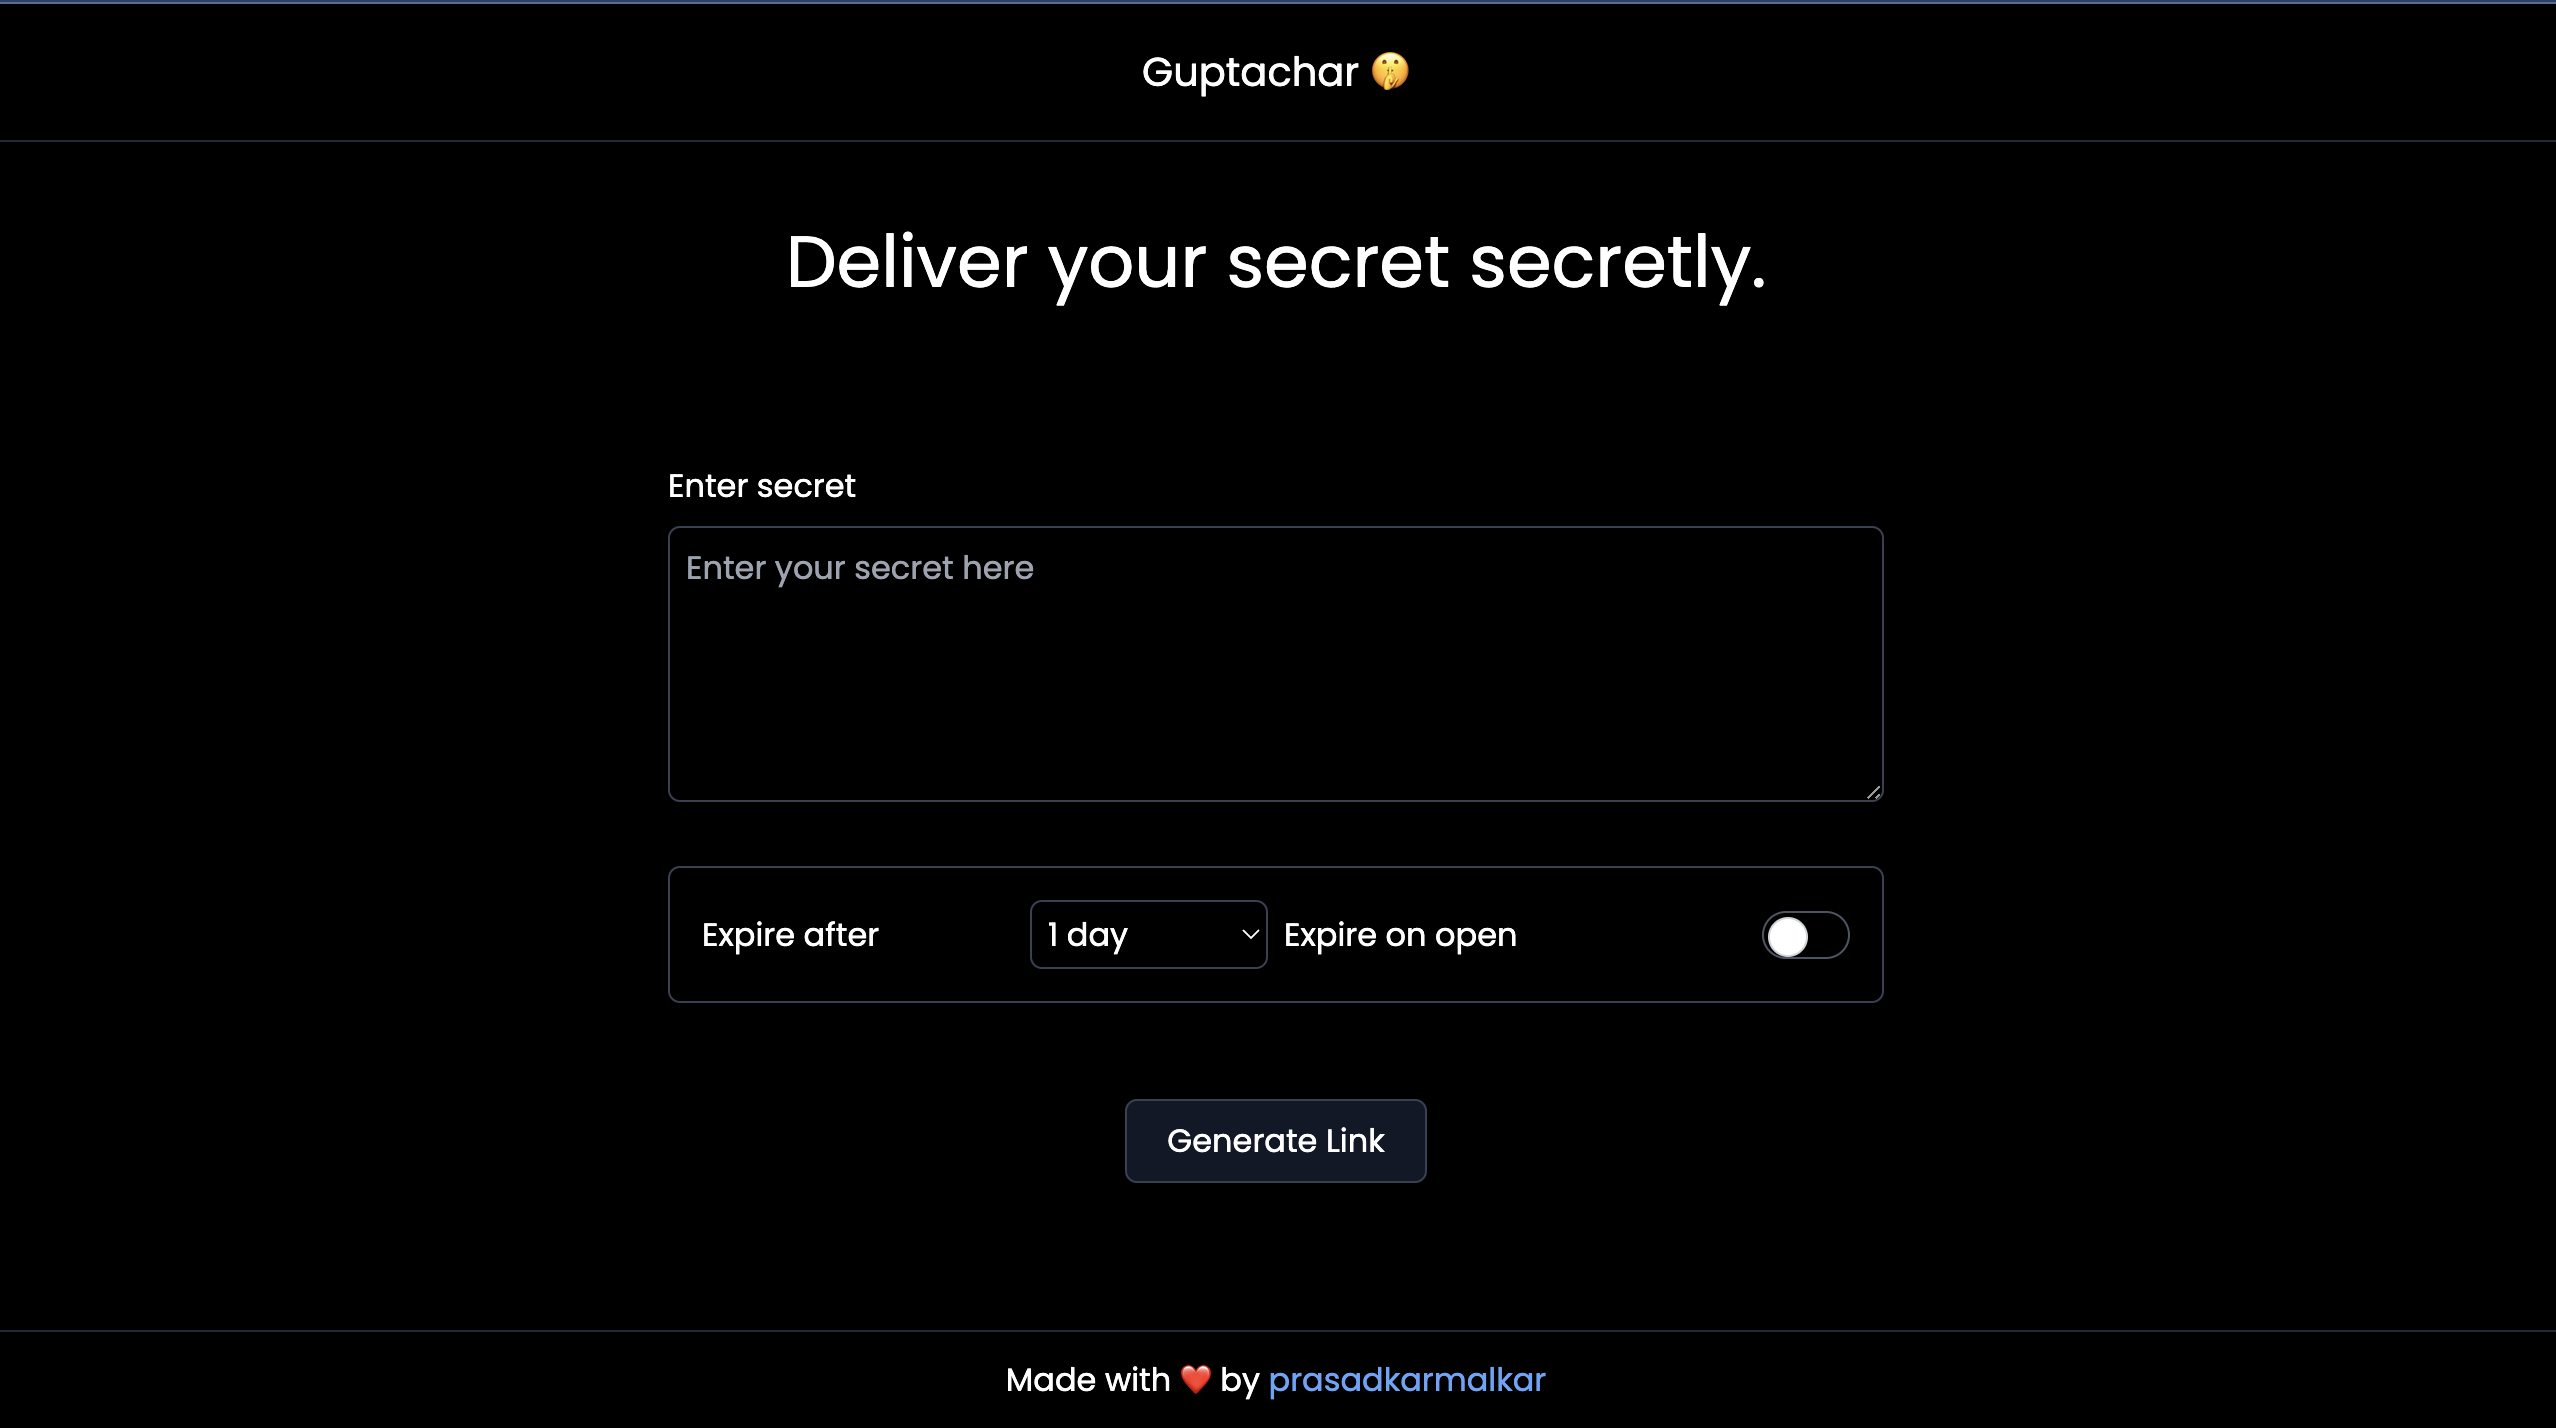 Guptachar 🤫
Deliver your secret secretly.
Enter secret
Enter your secret here
Expire after 1 day Expire on open
Generate Link
Made with ❤️ by prasadkarmalkar